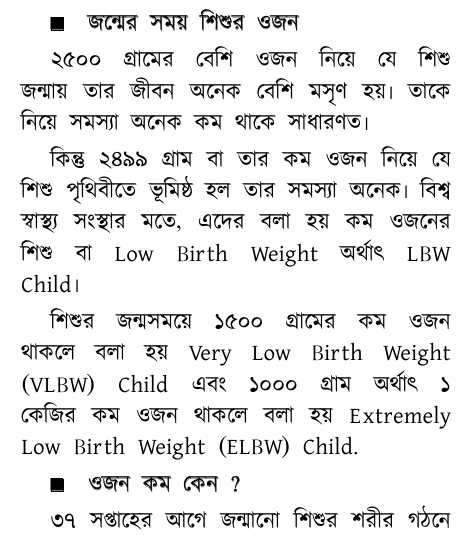 ■ জন্মের সময় শিশুর ওজন
২৫০০ গ্রামের বেশি ওজন নিয়ে যে শিশু
জন্মায় তার জীবন অনেক বেশি মসৃণ হয়। তাকে
নিয়ে সমস্যা অনেক কম থাকে সাধারণত।
কিন্তু ২৪৯৯ গ্রাম বা তার কম ওজন নিয়ে যে
শিশু পৃথিবীতে ভূমিষ্ঠ হল তার সমস্যা অনেক। বিশ্ব
স্বাস্থ্য সংস্থার মতে, এদের বলা হয় কম ওজনের
শিশু বা Low Birth Weight অর্থাৎ LBW
Child।
শিশুর জন্মসময়ে ১৫০০ গ্রামের কম ওজন
থাকলে বলা হয় Very Low Birth Weight
(VLBW) Child এবং ১০০০ গ্রাম অর্থাৎ ১
কেজির কম ওজন থাকলে বলা হয় Extremely
Low Birth Weight (ELBW) Child.
■ ওজন কম কেন ?
৩৭ সপ্তাহের আগে জন্মানো শিশুর শরীর গঠনে